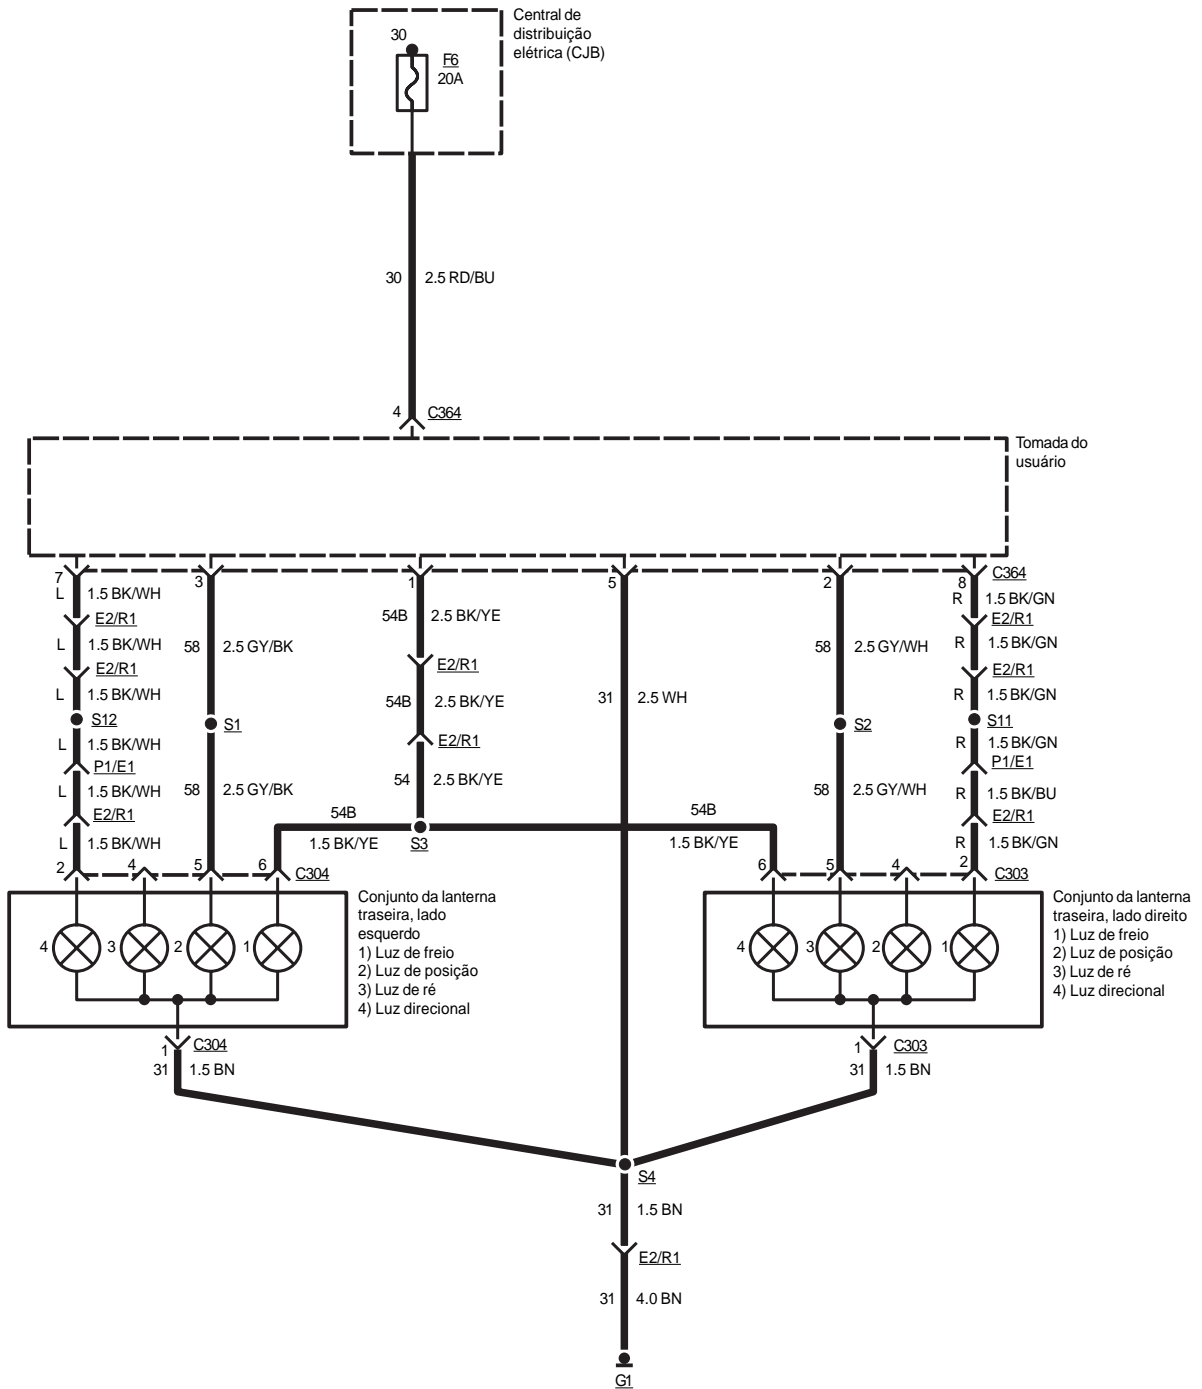 Central de
distribuição
elétrica (CJB)
30
F6
20A
30 2.5 RD/BU
4 C364
Tomada do
usuário
7 3 1 5 2 8 C364
L 1.5 BK/WH
R 1.5 BK/GN
54B 2.5 BK/YE
E2/R1
E2/R1
L 1.5 BK/WH
58 2.5 GY/BK
58 2.5 GY/WH
R 1.5 BK/GN
E2/R1
E2/R1
E2/R1
L 1.5 BK/WH
54B 2.5 BK/YE
31 2.5 WH
R 1.5 BK/GN
S12
S1
S2
S11
L 1.5 BK/WH
E2/R1
R 1.5 BK/GN
P1/E1
P1/E1
L 1.5 BK/WH
58 2.5 GY/BK
54 2.5 BK/YE
58 2.5 GY/WH
R 1.5 BK/BU
E2/R1
54B
54B
E2/R1
L 1.5 BK/WH
1.5 BK/YE
S3
1.5 BK/YE
R 1.5 BK/GN
2 4 5 6 C304
6 5 4 2 C303
Conjunto da lanterna
traseira, lado
esquerdo
1) Luz de freio
2) Luz de posição
3) Luz de ré
4) Luz direcional
4 3 2 1
Conjunto da lanterna
traseira, lado direito
1) Luz de freio
2) Luz de posição
3) Luz de ré
4) Luz direcional
4 3 2 1
1 C304
31 1.5 BN
1 C303
31 1.5 BN
S4
31 1.5 BN
E2/R1
31 4.0 BN
G1